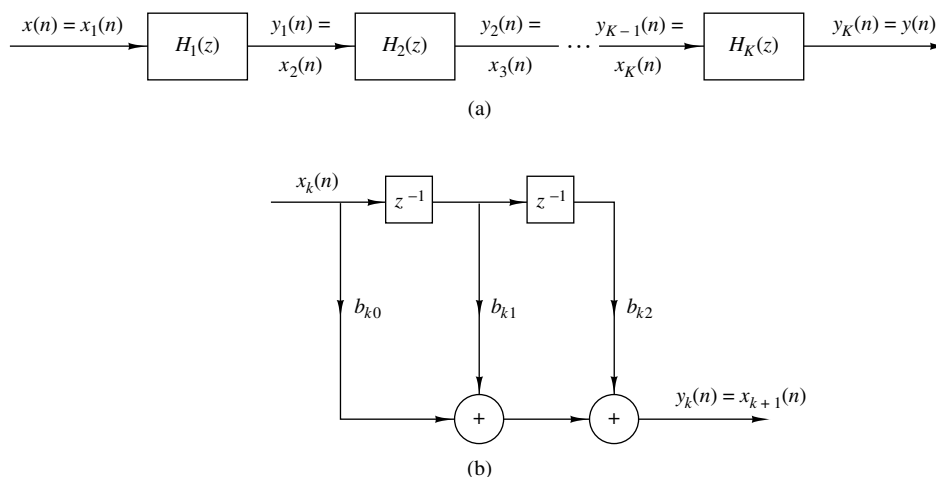 x(n) = x₁(n) H₁(z) y₁(n) = H₂(z) y₂(n) = ⋯ y_{K−1}(n) = H_K(z) y_K(n) = y(n)
x₂(n) x₃(n) x_K(n)
(a)
x_k(n) z⁻¹ z⁻¹
b_{k0} b_{k1} b_{k2}
+ + y_k(n) = x_{k+1}(n)
(b)